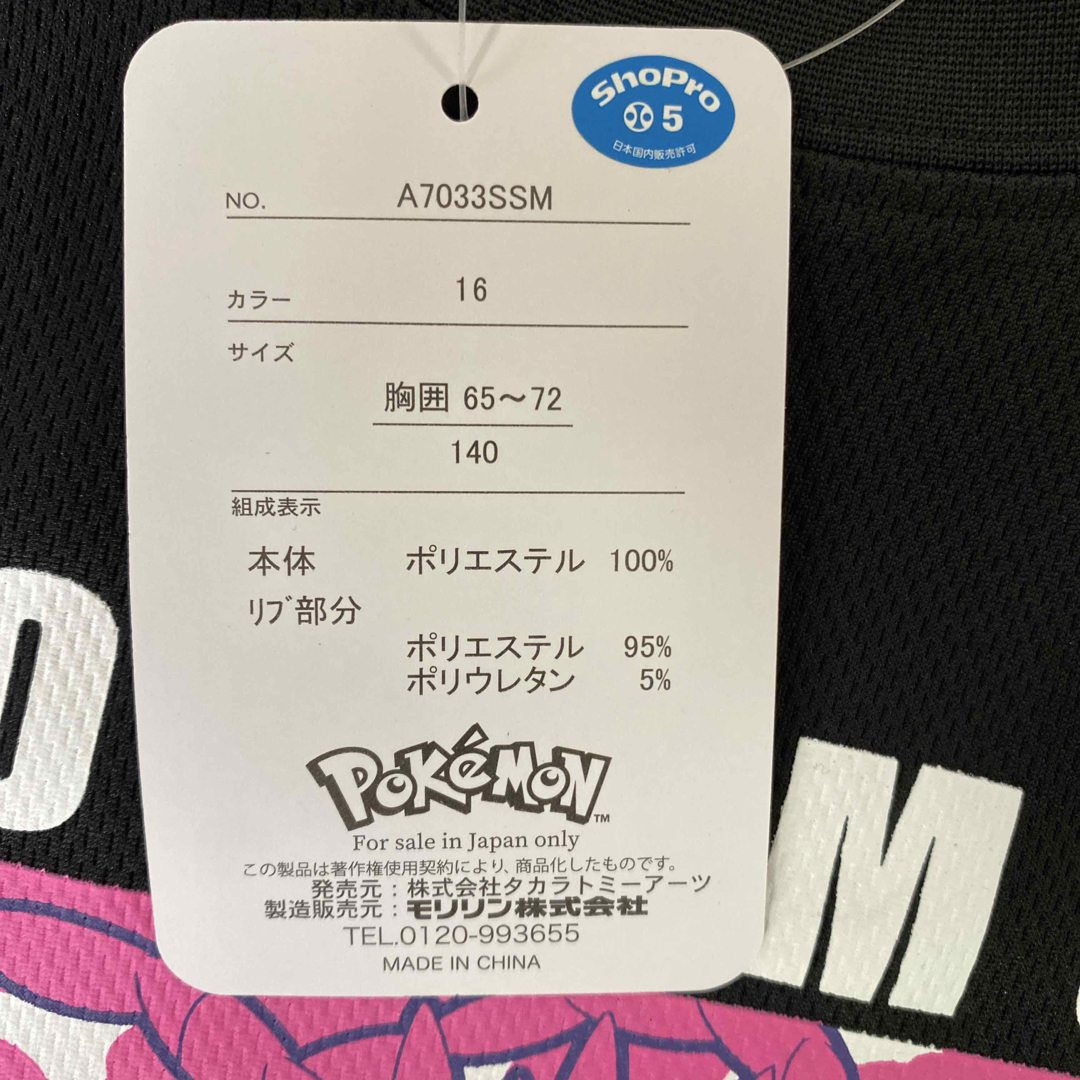 ShoPro
5
日本国内販売許可
NO. A7033SSM
カラー 16
サイズ
胸囲 65～72
140
組成表示
本体 ポリエステル 100%
ﾘﾌﾞ部分
ポリエステル 95%
ポリウレタン 5%
POKéMON™
For sale in Japan only
この製品は著作権使用契約により、商品化したものです。
発売元：株式会社タカラトミーアーツ
製造販売元：モリリン株式会社
TEL.0120-993655
MADE IN CHINA
M